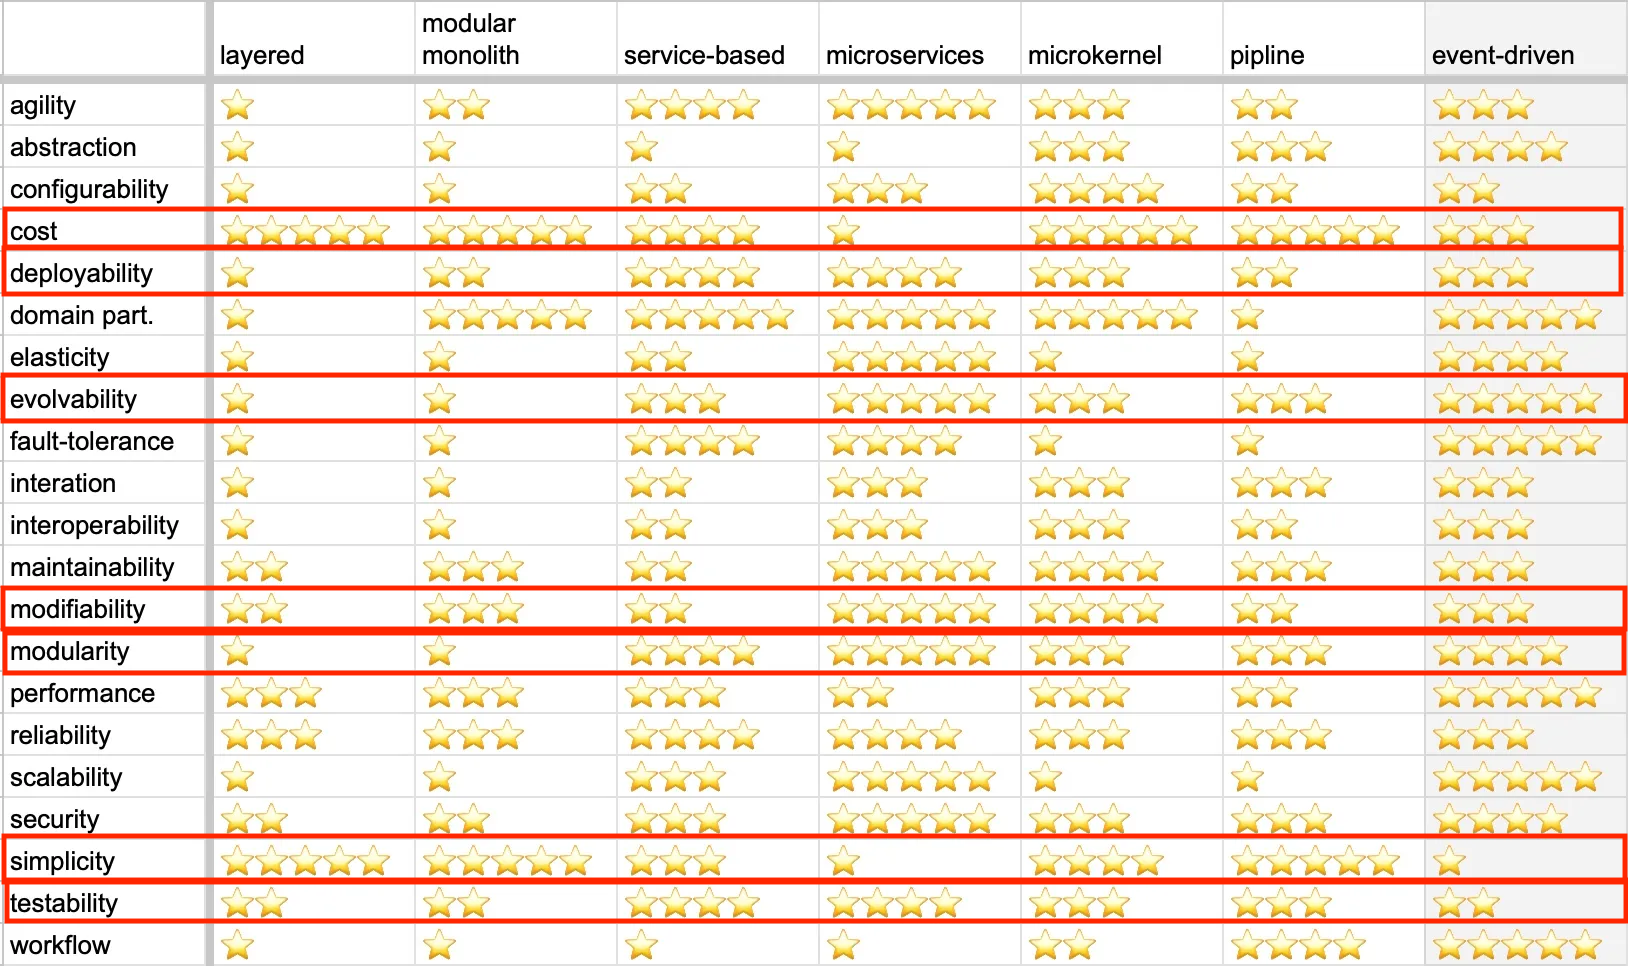 modular
layered monolith service-based microservices microkernel pipline event-driven
agility ⭐ ⭐⭐ ⭐⭐⭐⭐ ⭐⭐⭐⭐⭐ ⭐⭐⭐ ⭐⭐ ⭐⭐⭐
abstraction ⭐ ⭐ ⭐ ⭐ ⭐⭐⭐ ⭐⭐⭐ ⭐⭐⭐⭐
configurability ⭐ ⭐ ⭐⭐ ⭐⭐⭐ ⭐⭐⭐⭐ ⭐⭐ ⭐⭐
cost ⭐⭐⭐⭐⭐ ⭐⭐⭐⭐⭐ ⭐⭐⭐⭐ ⭐ ⭐⭐⭐⭐⭐ ⭐⭐⭐⭐⭐ ⭐⭐⭐
deployability ⭐ ⭐⭐ ⭐⭐⭐⭐ ⭐⭐⭐⭐ ⭐⭐⭐ ⭐⭐ ⭐⭐⭐
domain part. ⭐ ⭐⭐⭐⭐⭐ ⭐⭐⭐⭐⭐ ⭐⭐⭐⭐⭐ ⭐⭐⭐⭐⭐ ⭐ ⭐⭐⭐⭐⭐
elasticity ⭐ ⭐ ⭐⭐ ⭐⭐⭐⭐⭐ ⭐ ⭐ ⭐⭐⭐⭐
evolvability ⭐ ⭐ ⭐⭐⭐ ⭐⭐⭐⭐⭐ ⭐⭐⭐ ⭐⭐⭐ ⭐⭐⭐⭐⭐
fault-tolerance ⭐ ⭐ ⭐⭐⭐⭐ ⭐⭐⭐⭐ ⭐ ⭐ ⭐⭐⭐⭐⭐
interation ⭐ ⭐ ⭐⭐ ⭐⭐⭐ ⭐⭐⭐ ⭐⭐⭐ ⭐⭐⭐
interoperability ⭐ ⭐ ⭐⭐ ⭐⭐⭐ ⭐⭐⭐ ⭐⭐ ⭐⭐⭐
maintainability ⭐⭐ ⭐⭐⭐ ⭐⭐ ⭐⭐⭐⭐⭐ ⭐⭐⭐⭐ ⭐⭐⭐ ⭐⭐⭐
modifiability ⭐⭐ ⭐⭐⭐ ⭐⭐ ⭐⭐⭐⭐⭐ ⭐⭐⭐⭐ ⭐⭐ ⭐⭐⭐
modularity ⭐ ⭐ ⭐⭐⭐⭐ ⭐⭐⭐⭐⭐ ⭐⭐⭐ ⭐⭐⭐ ⭐⭐⭐⭐
performance ⭐⭐⭐ ⭐⭐⭐ ⭐⭐⭐ ⭐⭐ ⭐⭐⭐ ⭐⭐ ⭐⭐⭐⭐⭐
reliability ⭐⭐⭐ ⭐⭐⭐ ⭐⭐⭐⭐ ⭐⭐⭐⭐ ⭐⭐⭐ ⭐⭐⭐ ⭐⭐⭐
scalability ⭐ ⭐ ⭐⭐⭐ ⭐⭐⭐⭐⭐ ⭐ ⭐ ⭐⭐⭐⭐⭐
security ⭐⭐ ⭐⭐ ⭐⭐⭐ ⭐⭐⭐⭐⭐ ⭐⭐⭐ ⭐⭐⭐ ⭐⭐⭐⭐
simplicity ⭐⭐⭐⭐⭐ ⭐⭐⭐⭐⭐ ⭐⭐⭐ ⭐ ⭐⭐⭐⭐ ⭐⭐⭐⭐⭐ ⭐
testability ⭐⭐ ⭐⭐ ⭐⭐⭐⭐ ⭐⭐⭐⭐ ⭐⭐⭐ ⭐⭐⭐ ⭐⭐
workflow ⭐ ⭐ ⭐ ⭐ ⭐⭐ ⭐⭐⭐⭐ ⭐⭐⭐⭐⭐